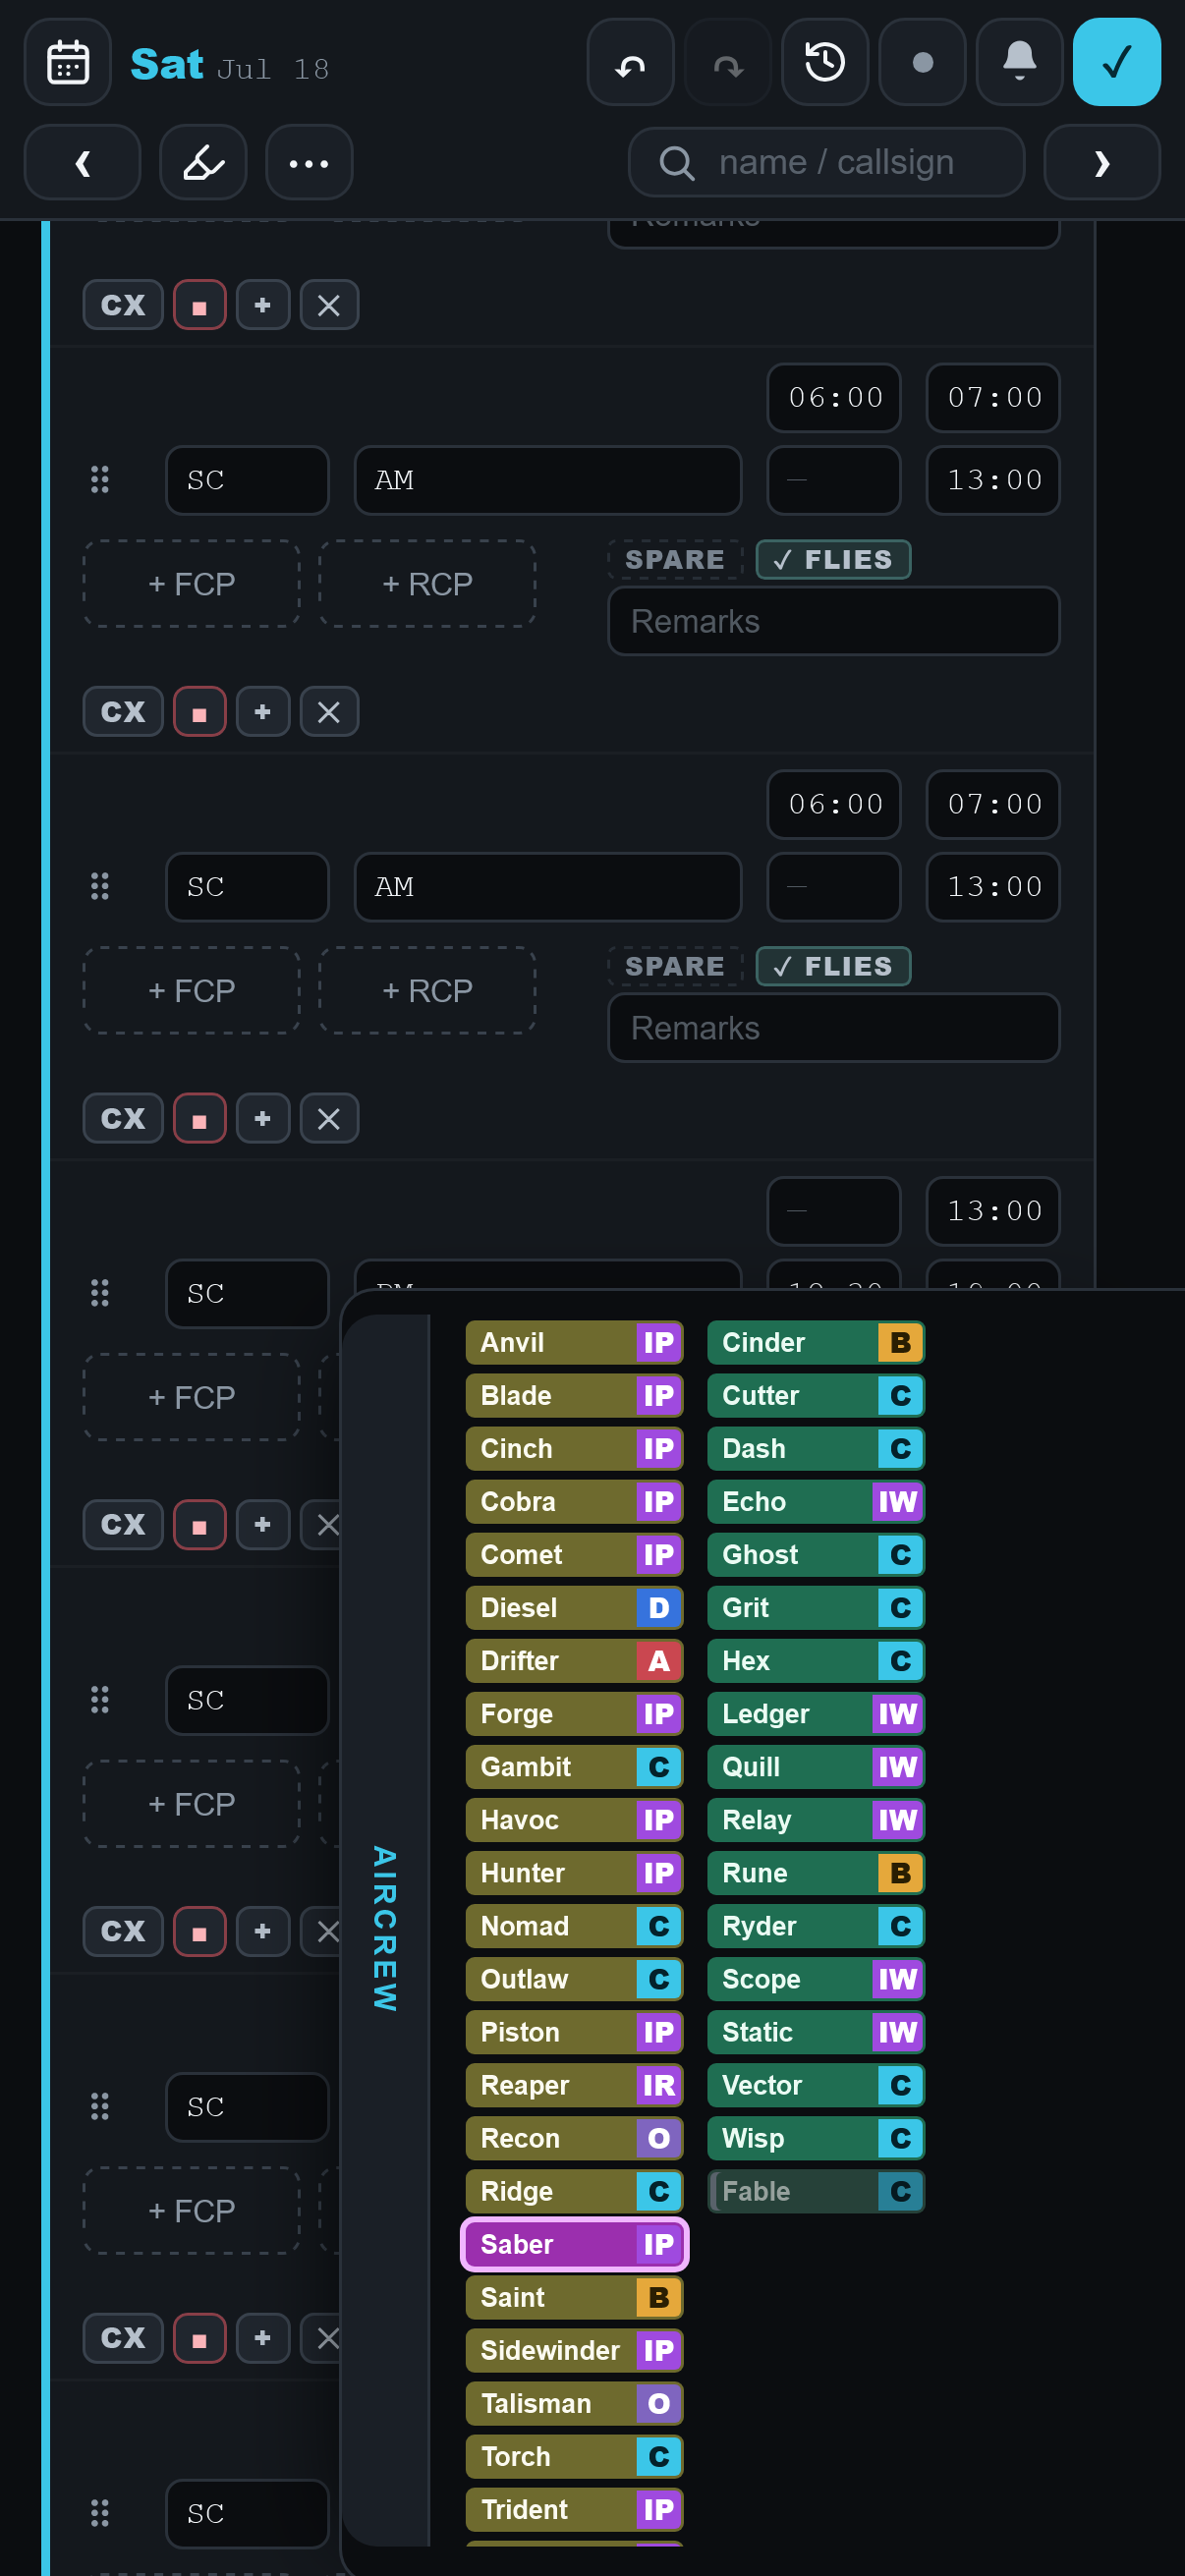 Sat Jul 18
name / callsign
CX + ×
06:00 07:00
SC AM — 13:00
+ FCP + RCP SPARE ✓ FLIES
Remarks
CX + ×
06:00 07:00
SC AM — 13:00
+ FCP + RCP SPARE ✓ FLIES
Remarks
CX + ×
— 13:00
SC
+ FCP
CX +
SC
+ FCP
CX +
SC
+ FCP
CX +
SC
AIRCREW
Anvil IP
Blade IP
Cinch IP
Cobra IP
Comet IP
Diesel D
Drifter A
Forge IP
Gambit C
Havoc IP
Hunter IP
Nomad C
Outlaw C
Piston IP
Reaper IR
Recon O
Ridge C
Saber IP
Saint B
Sidewinder IP
Talisman O
Torch C
Trident IP
Cinder B
Cutter C
Dash C
Echo IW
Ghost C
Grit C
Hex C
Ledger IW
Quill IW
Relay IW
Rune B
Ryder C
Scope IW
Static IW
Vector C
Wisp C
Fable C